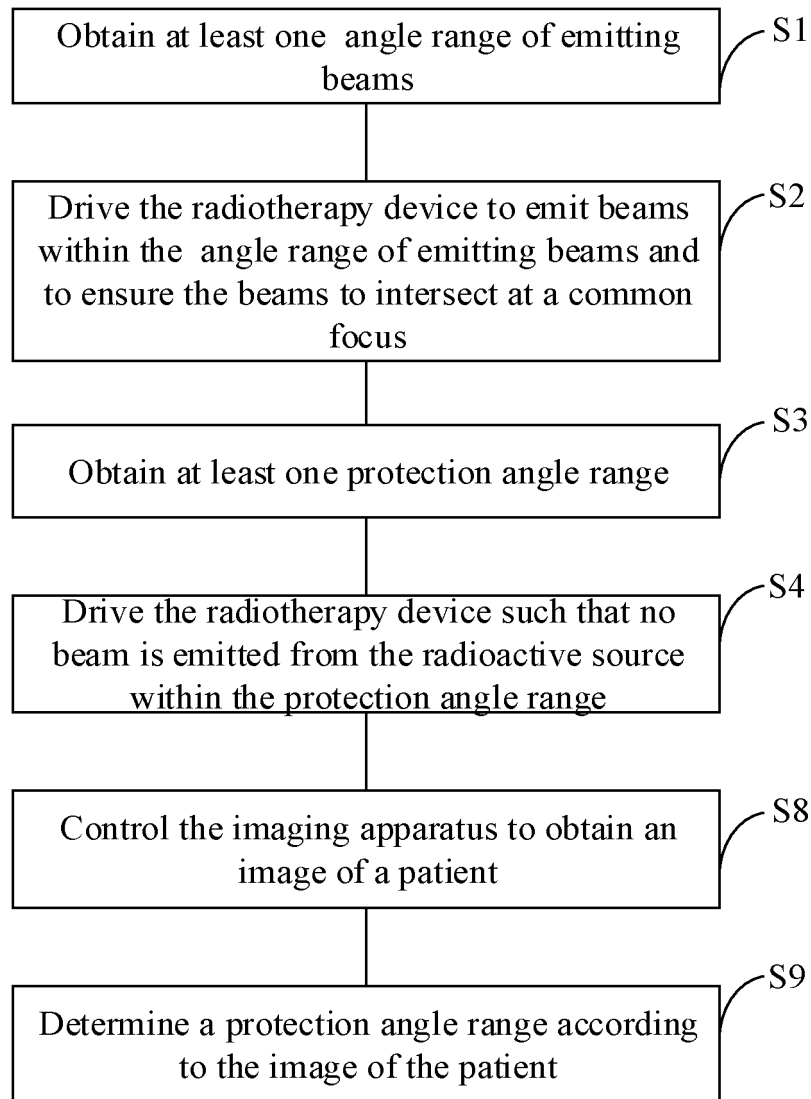 Obtain at least one angle range of emitting
beams
S1
Drive the radiotherapy device to emit beams
within the angle range of emitting beams and
to ensure the beams to intersect at a common
focus
S2
Obtain at least one protection angle range
S3
Drive the radiotherapy device such that no
beam is emitted from the radioactive source
within the protection angle range
S4
Control the imaging apparatus to obtain an
image of a patient
S8
Determine a protection angle range according
to the image of the patient
S9